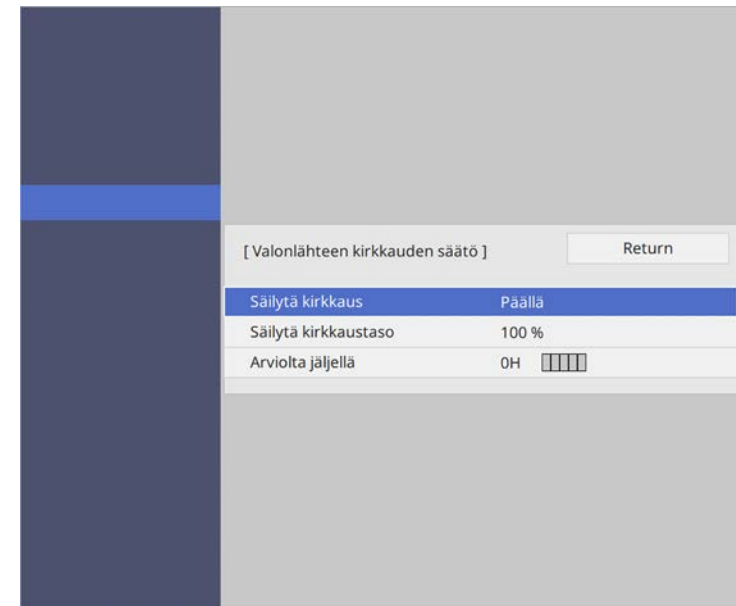 [ Valonlähteen kirkkauden säätö ] Return
Säilytä kirkkaus Päällä
Säilytä kirkkaustaso 100 %
Arviolta jäljellä 0H